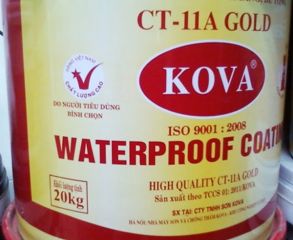 CT-11A GOLD
HÀNG VIỆT NAM
CHẤT LƯỢNG CAO
DO NGƯỜI TIÊU DÙNG
BÌNH CHỌN
KOVA®
ISO 9001 : 2008
WATERPROOF COATI
Khối lượng tịnh
20kg
HIGH QUALITY CT-11A GOLD
Sản xuất theo TCCS 02: 2011/KOVA
SX TẠI: CTY TNHH SƠN KOVA